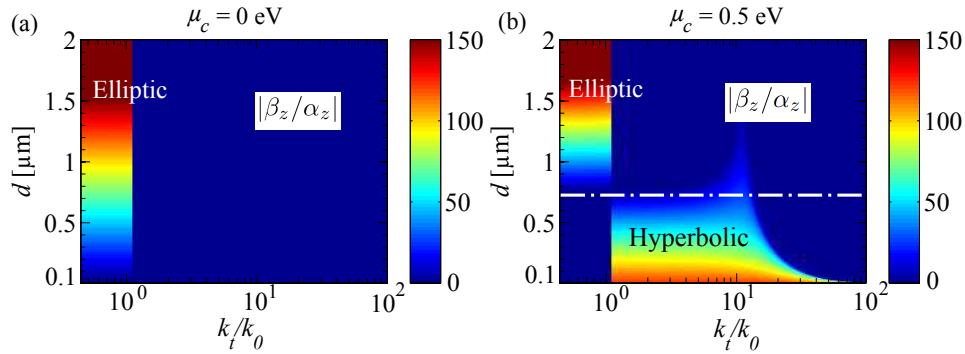 (a) μc = 0 eV
2
1.5
1
0.5
0.1
d [μm]
Elliptic
|βz/αz|
10^0 10^1 10^2
kt/k0
150
100
50
0
(b) μc = 0.5 eV
2
1.5
1
0.5
0.1
d [μm]
Elliptic
|βz/αz|
Hyperbolic
10^0 10^1 10^2
kt/k0
150
100
50
0